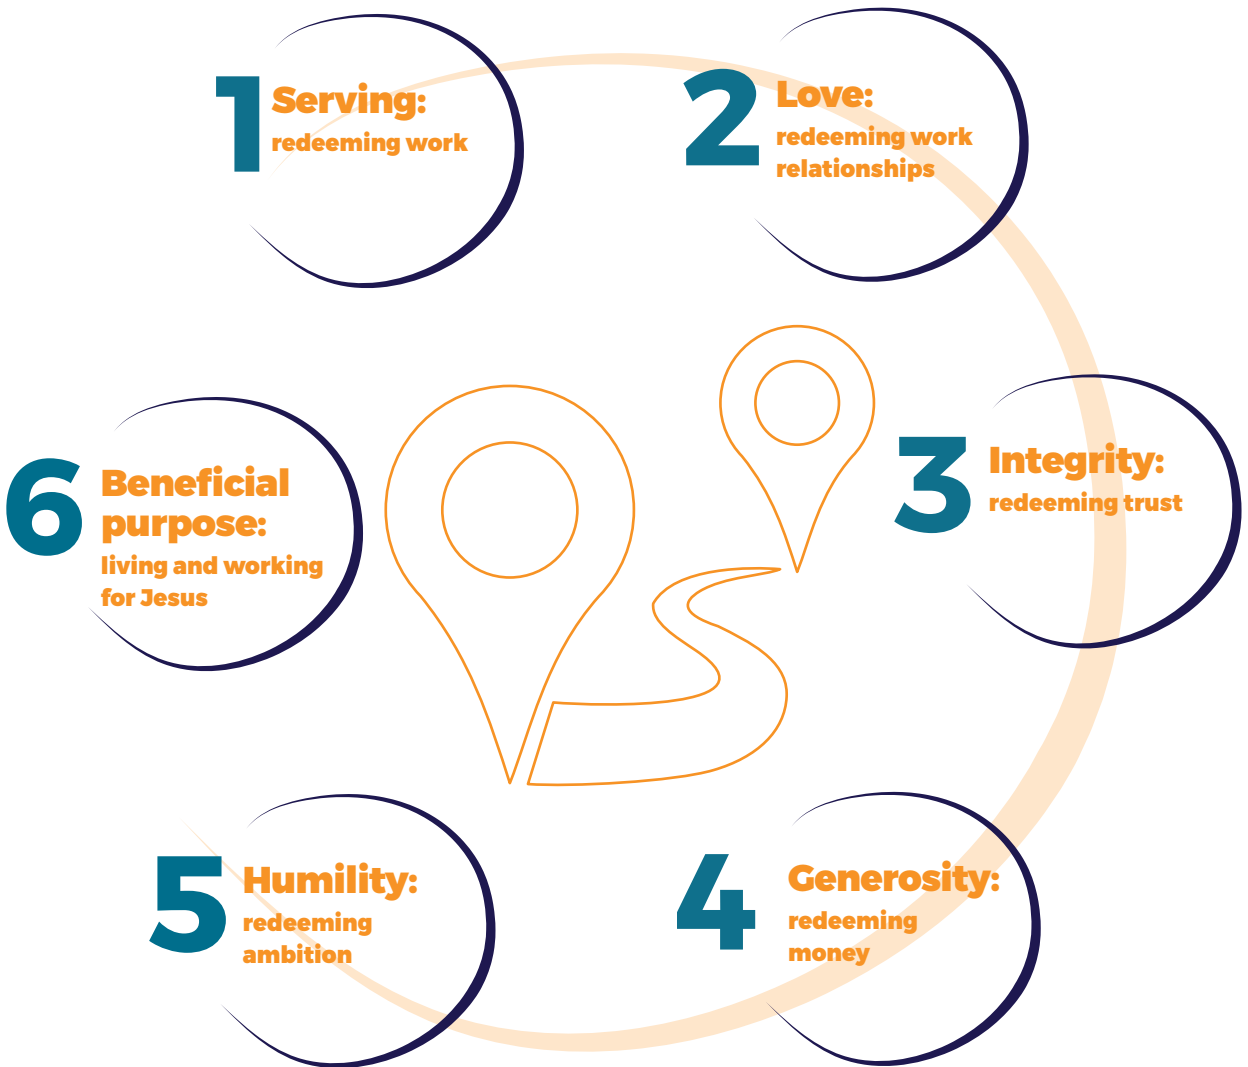 1
Serving:
redeeming work
2
Love:
redeeming work
relationships
3
Integrity:
redeeming trust
4
Generosity:
redeeming
money
5
Humility:
redeeming
ambition
6
Beneficial
purpose:
living and working
for Jesus